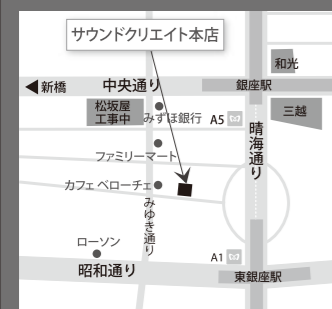 サウンドクリエイト本店
和光
新橋
中央通り
銀座駅
松坂屋
工事中
みずほ銀行
A5
三越
晴海通り
ファミリーマート
カフェ ベローチェ
みゆき通り
ローソン
A1
昭和通り
東銀座駅